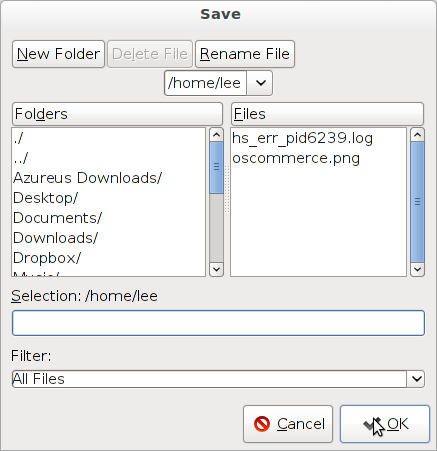 Save
New Folder Delete File Rename File
/home/lee
Folders Files
./
../
Azureus Downloads/
Desktop/
Documents/
Downloads/
Dropbox/
Music/
hs_err_pid6239.log
oscommerce.png
Selection: /home/lee
Filter:
All Files
Cancel OK